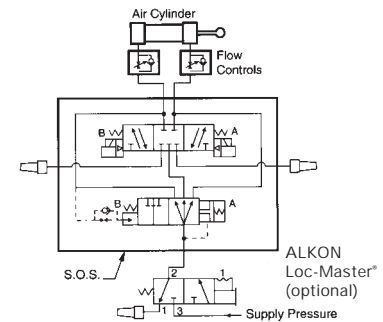 Air Cylinder
Flow
Controls
B
A
B
A
S.O.S.
ALKON
Loc-Master®
(optional)
2
1
1
3
Supply Pressure